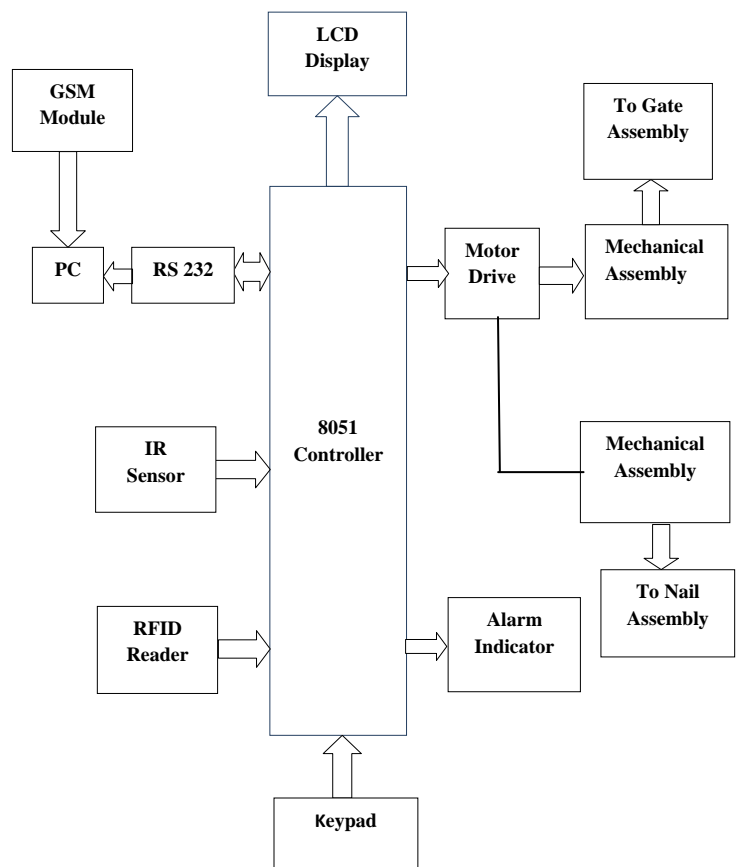 LCD
Display
GSM
Module
To Gate
Assembly
PC
RS 232
Motor
Drive
Mechanical
Assembly
8051
Controller
IR
Sensor
Mechanical
Assembly
To Nail
Assembly
RFID
Reader
Alarm
Indicator
Keypad